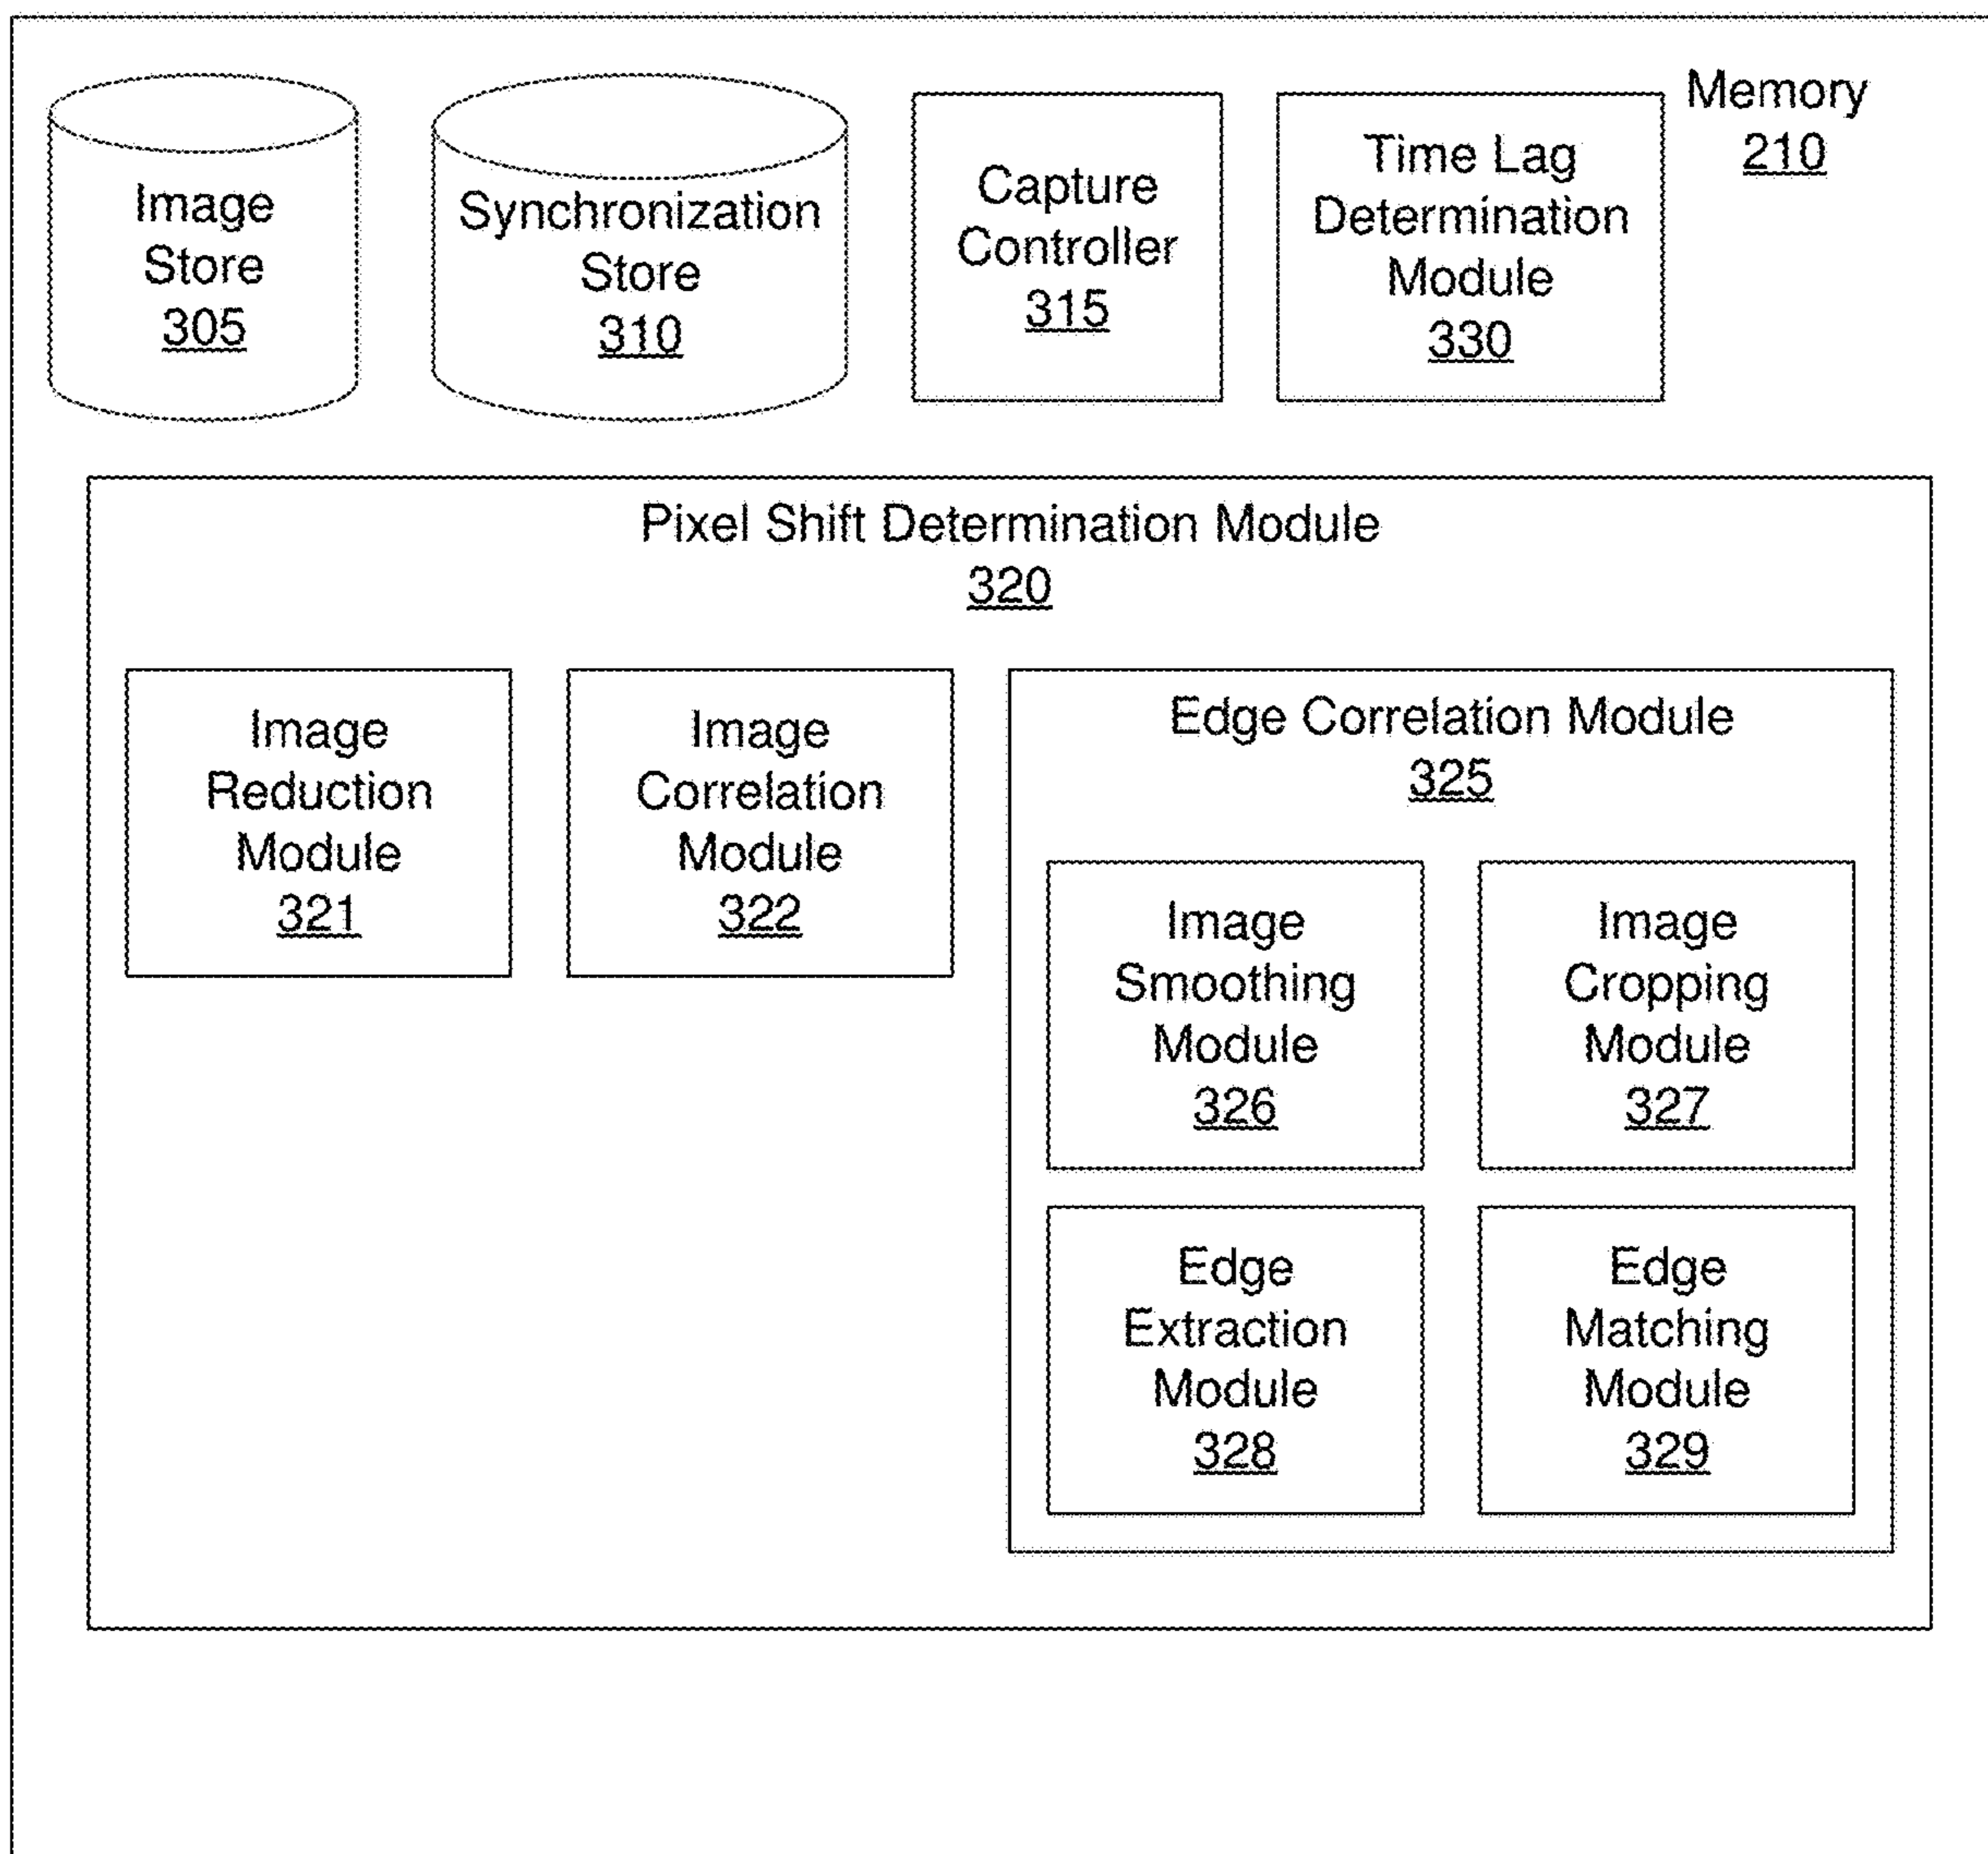 Image
Store
305
Synchronization
Store
310
Capture
Controller
315
Time Lag
Determination
Module
330
Memory
210
Pixel Shift Determination Module
320
Image
Reduction
Module
321
Image
Correlation
Module
322
Edge Correlation Module
325
Image
Smoothing
Module
326
Image
Cropping
Module
327
Edge
Extraction
Module
328
Edge
Matching
Module
329